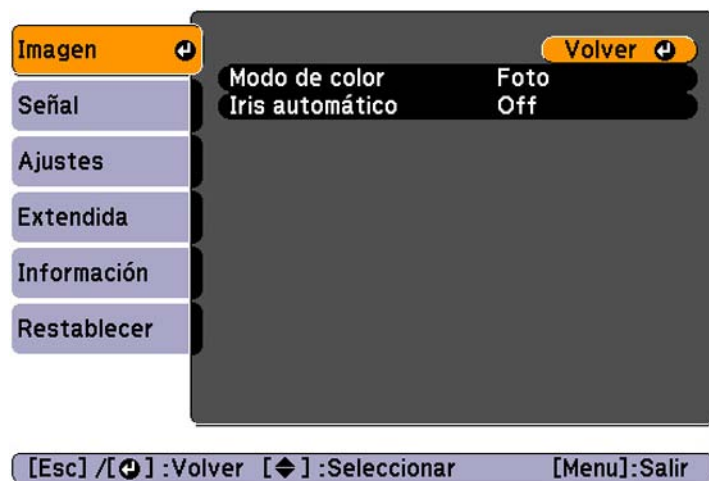 Imagen
Señal
Ajustes
Extendida
Información
Restablecer
Volver
Modo de color Foto
Iris automático Off
[Esc] /[⏎] :Volver [◆] :Seleccionar [Menu]:Salir